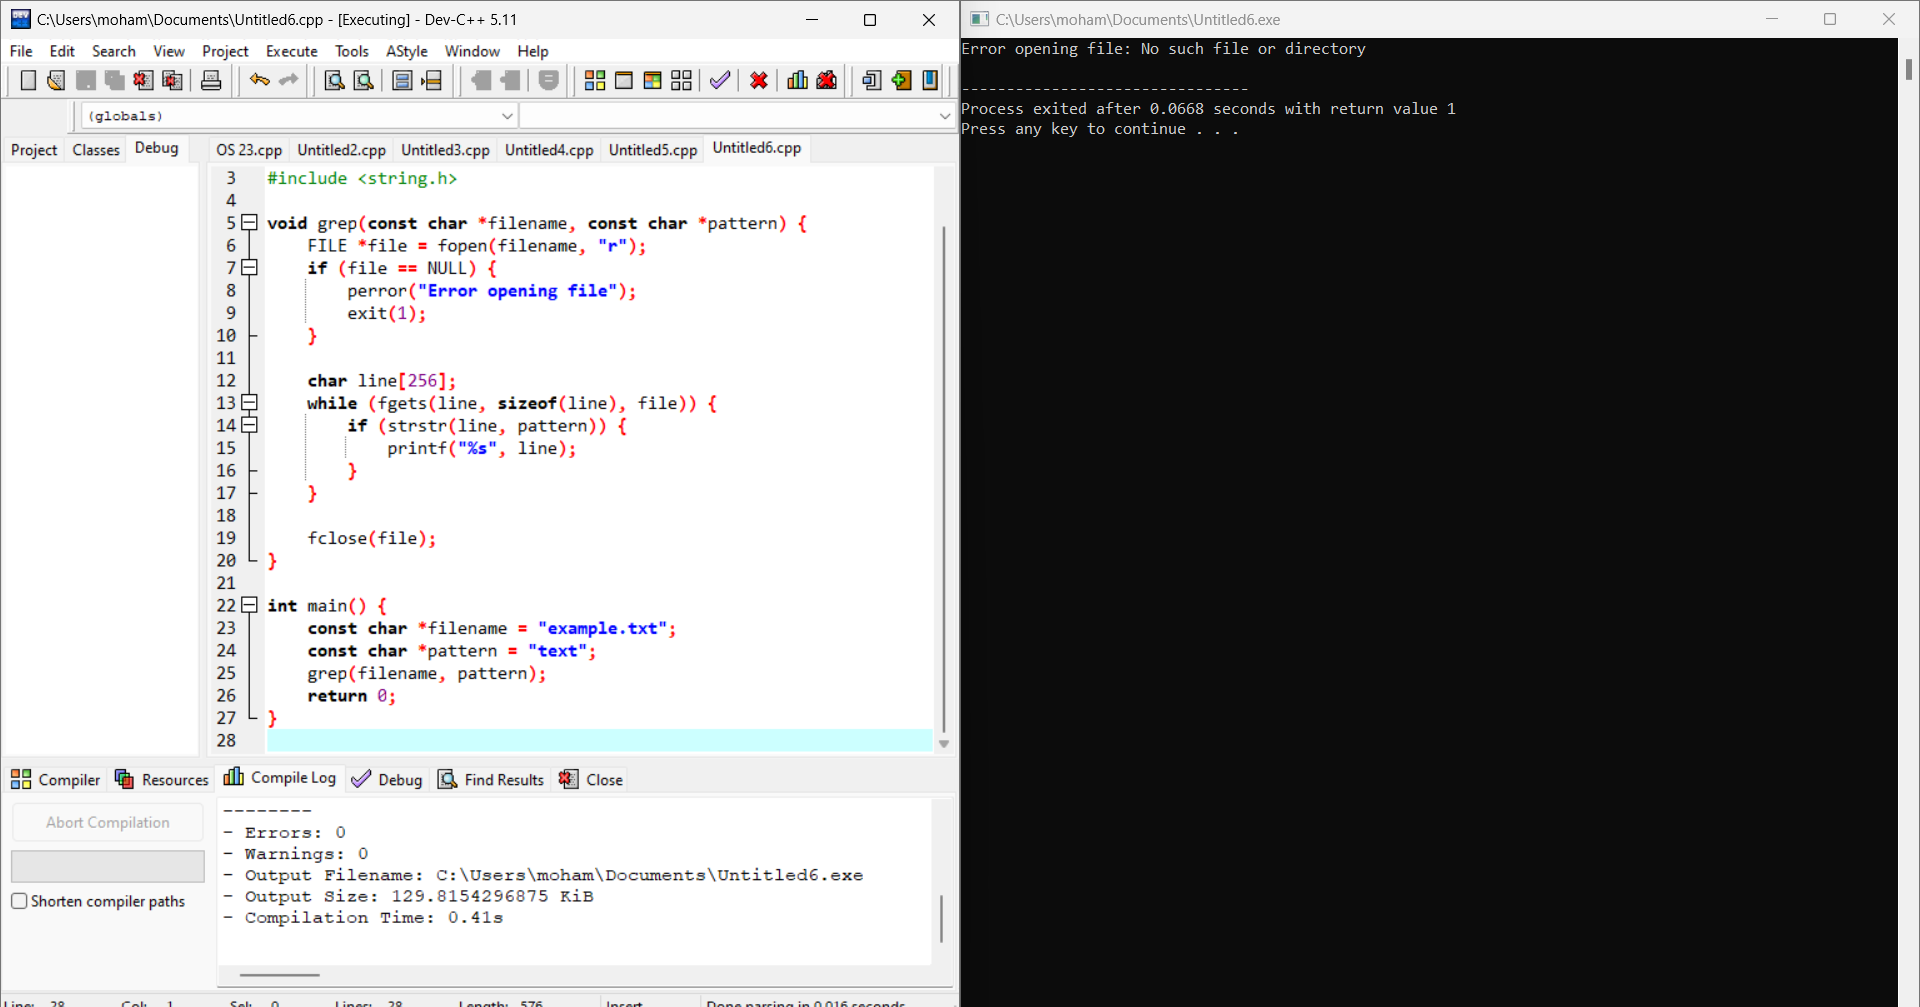 C:\Users\moham\Documents\Untitled6.cpp - [Executing] - Dev-C++ 5.11
File Edit Search View Project Execute Tools AStyle Window Help
(globals)
Project Classes Debug
OS 23.cpp Untitled2.cpp Untitled3.cpp Untitled4.cpp Untitled5.cpp Untitled6.cpp
3 #include <string.h>
4
5 void grep(const char *filename, const char *pattern) {
6     FILE *file = fopen(filename, "r");
7     if (file == NULL) {
8         perror("Error opening file");
9         exit(1);
10     }
11
12     char line[256];
13     while (fgets(line, sizeof(line), file)) {
14         if (strstr(line, pattern)) {
15             printf("%s", line);
16         }
17     }
18
19     fclose(file);
20 }
21
22 int main() {
23     const char *filename = "example.txt";
24     const char *pattern = "text";
25     grep(filename, pattern);
26     return 0;
27 }
28
Compiler Resources Compile Log Debug Find Results Close
Abort Compilation
Shorten compiler paths
--------
- Errors: 0
- Warnings: 0
- Output Filename: C:\Users\moham\Documents\Untitled6.exe
- Output Size: 129.8154296875 KiB
- Compilation Time: 0.41s
Line: 28 Col: 1 Sel: 0 Lines: 28 Length: 576 Insert Done parsing in 0.016 seconds
C:\Users\moham\Documents\Untitled6.exe
Error opening file: No such file or directory
--------------------------------
Process exited after 0.0668 seconds with return value 1
Press any key to continue . . .